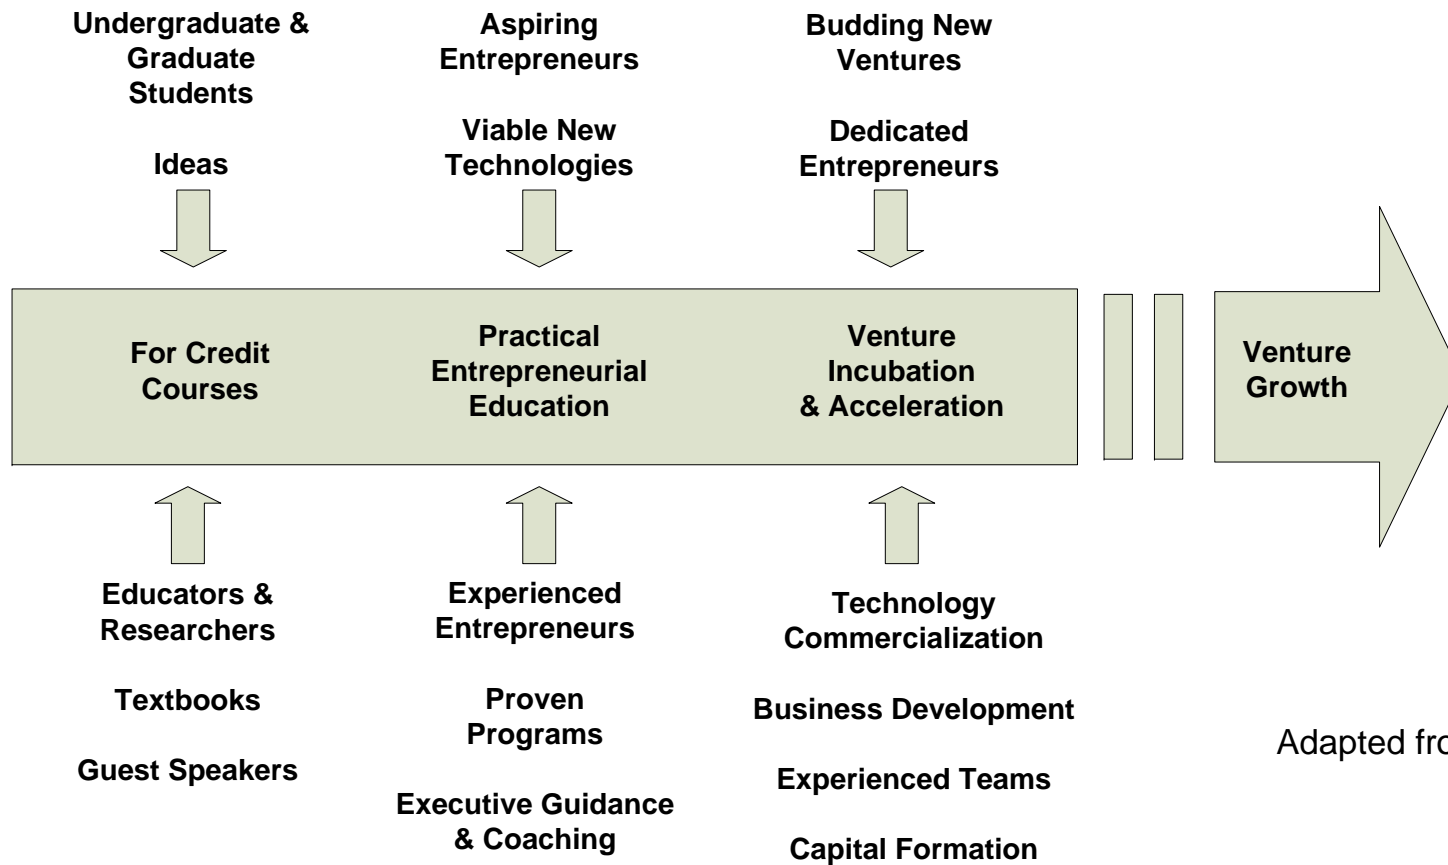 Undergraduate &
Graduate
Students
Ideas
Aspiring
Entrepreneurs
Viable New
Technologies
Budding New
Ventures
Dedicated
Entrepreneurs
For Credit
Courses
Practical
Entrepreneurial
Education
Venture
Incubation
& Acceleration
Venture
Growth
Educators &
Researchers
Textbooks
Guest Speakers
Experienced
Entrepreneurs
Proven
Programs
Executive Guidance
& Coaching
Technology
Commercialization
Business Development
Experienced Teams
Capital Formation
Adapted